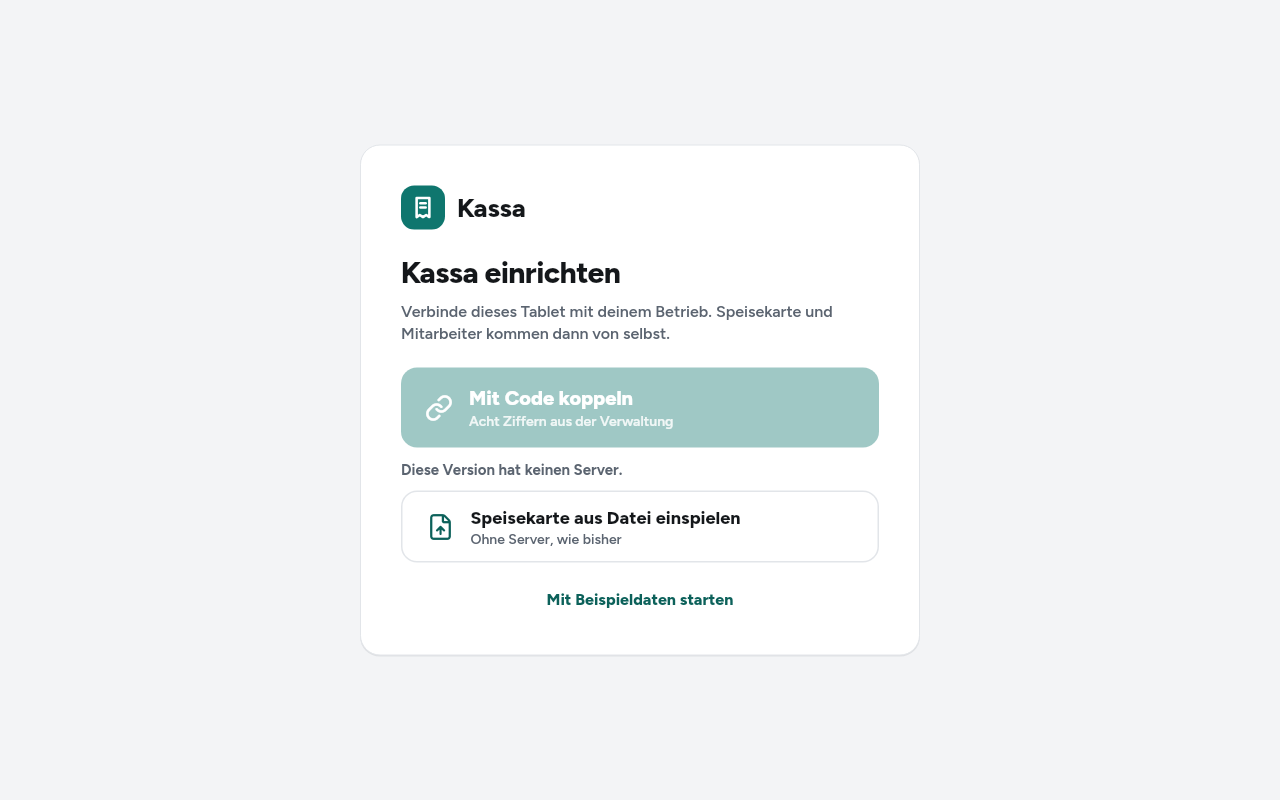 Kassa
Kassa einrichten
Verbinde dieses Tablet mit deinem Betrieb. Speisekarte und
Mitarbeiter kommen dann von selbst.
Mit Code koppeln
Acht Ziffern aus der Verwaltung
Diese Version hat keinen Server.
Speisekarte aus Datei einspielen
Ohne Server, wie bisher
Mit Beispieldaten starten